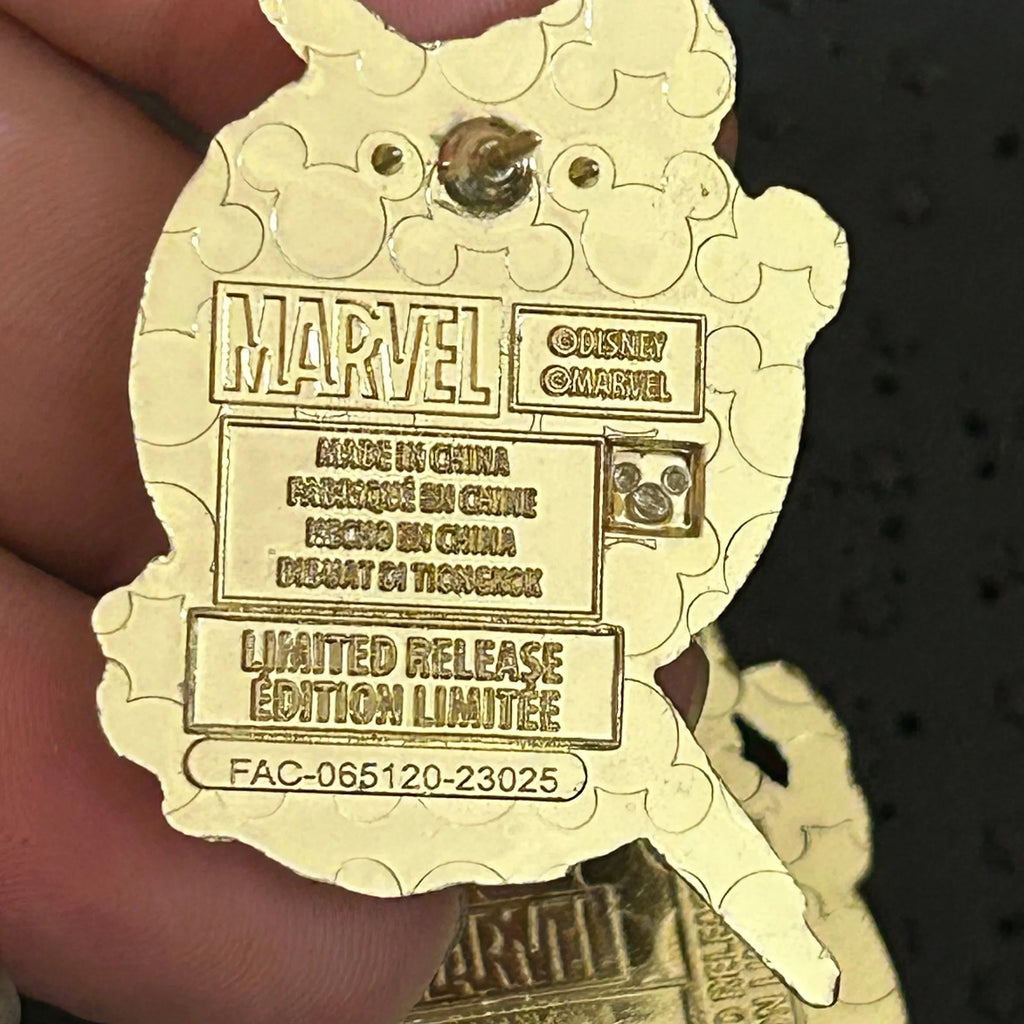 MARVEL
©DISNEY
©MARVEL
MADE IN CHINA
FABRIQUÉ EN CHINE
HECHO EN CHINA
DIBUAT DI TIONGKOK
LIMITED RELEASE
ÉDITION LIMITÉE
FAC-065120-23025
MARVEL